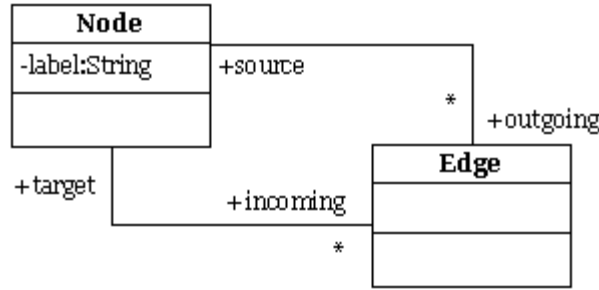 Node
-label:String
+source
*
+outgoing
Edge
+target
+incoming
*